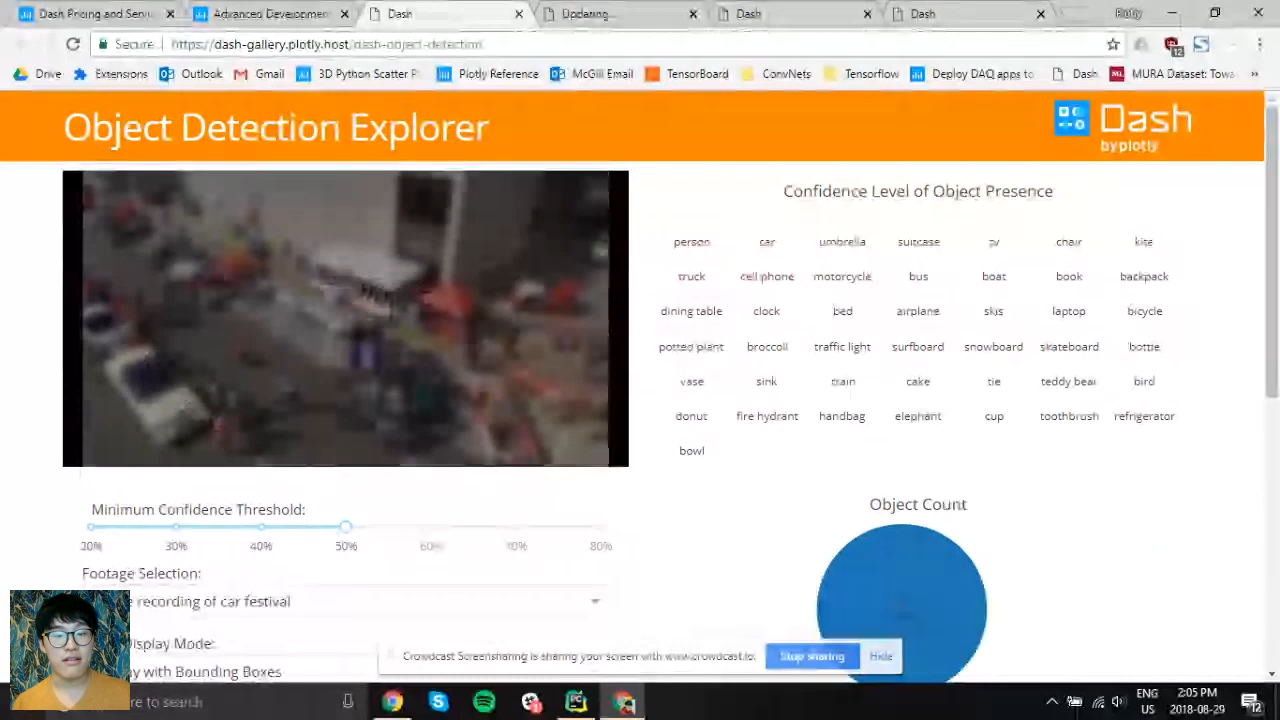 Dash Pricing and Servic
Advanced Development
Dash
Updating...
Dash
Dash
Plotly
Secure
https://dash-gallery.plotly.host/dash-object-detection
12
Drive
Extensions
Outlook
Gmail
3D Python Scatter P
Plotly Reference
McGill Email
TensorBoard
ConvNets
Tensorflow
Deploy DAQ apps to
Dash
MURA Dataset: Towa
»
Object Detection Explorer
Dash
by plotly
Confidence Level of Object Presence
person car umbrella suitcase tv chair kite
truck cell phone motorcycle bus boat book backpack
dining table clock bed airplane skis laptop bicycle
potted plant broccoli traffic light surfboard snowboard skateboard bottle
vase sink train cake tie teddy bear bird
donut fire hydrant handbag elephant cup toothbrush refrigerator
bowl
Object Count
Minimum Confidence Threshold:
20% 30% 40% 50% 60% 70% 80%
Footage Selection:
recording of car festival
Display Mode:
with Bounding Boxes
Crowdcast Screensharing is sharing your screen with www.crowdcast.io.
Stop sharing
Hide
to search
ENG
US
2:05 PM
2018-08-29
12